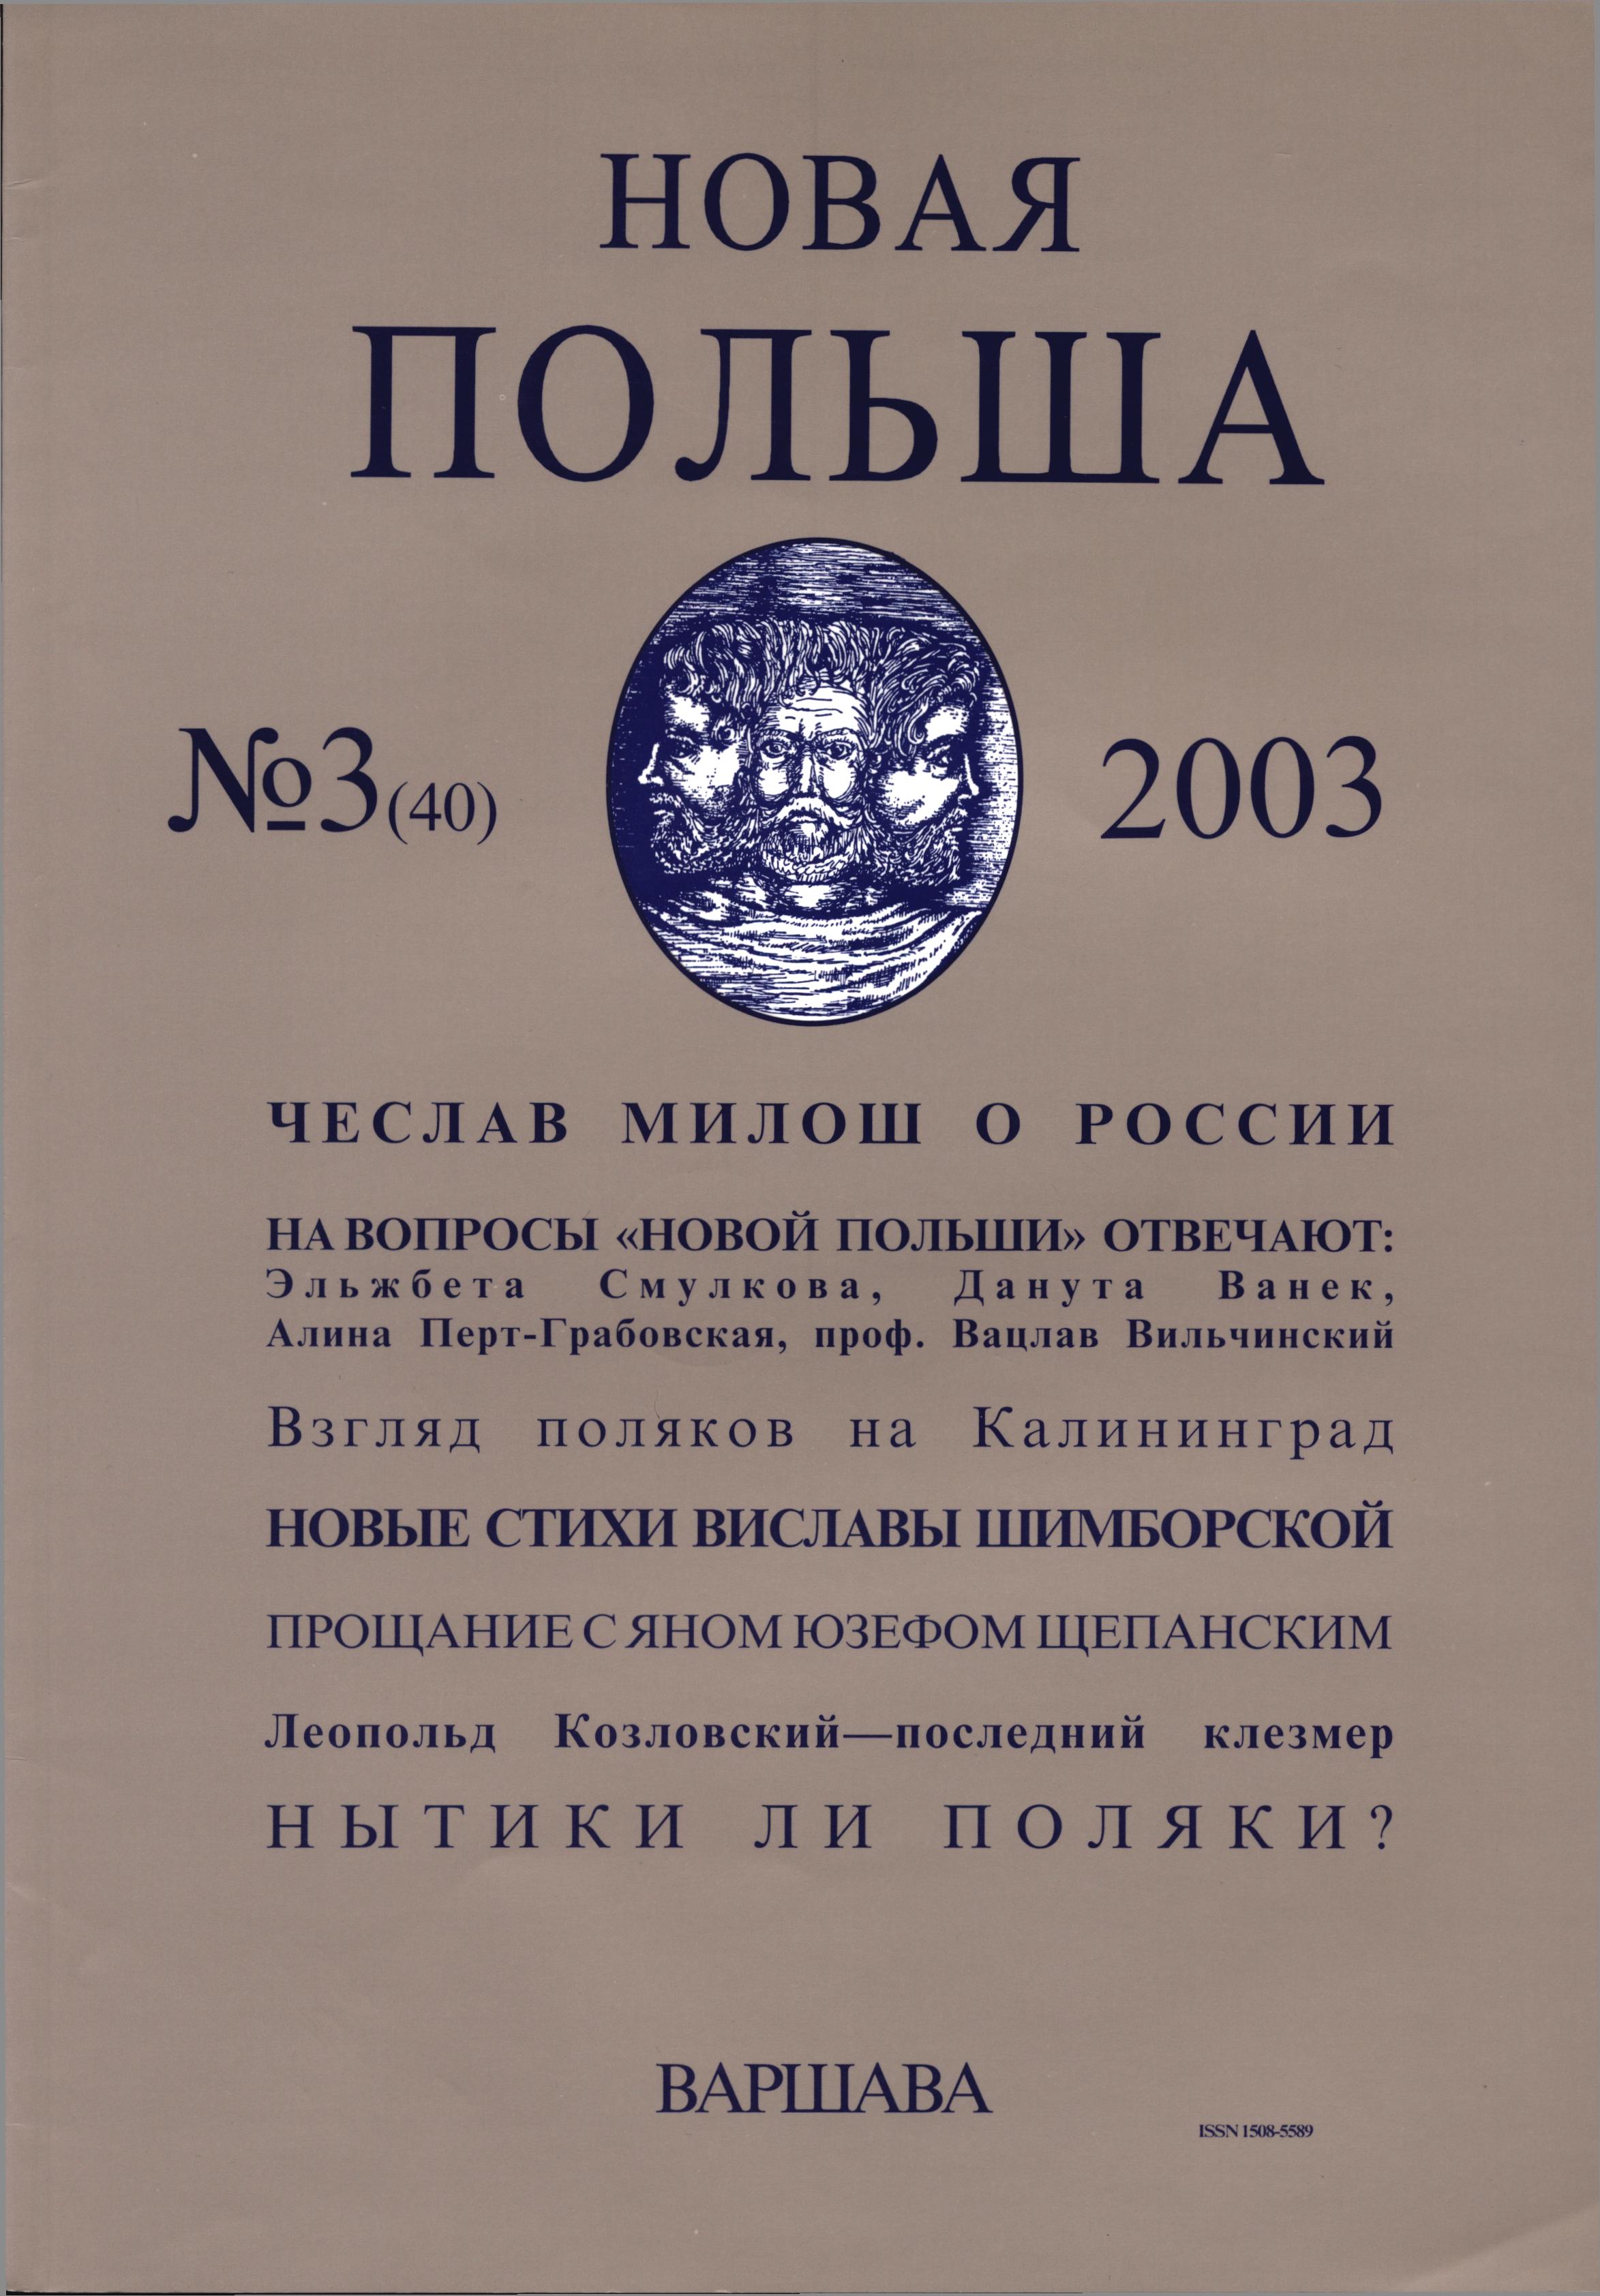 НОВАЯ
ПОЛЬША
№3(40)
2003
ЧЕСЛАВ МИЛОШ О РОССИИ
НА ВОПРОСЫ «НОВОЙ ПОЛЬШИ» ОТВЕЧАЮТ:
Эльжбета Смулкова, Данута Ванек,
Алина Перт-Грабовская, проф. Вацлав Вильчинский
Взгляд поляков на Калининград
НОВЫЕ СТИХИ ВИСЛАВЫ ШИМБОРСКОЙ
ПРОЩАНИЕ С ЯНОМ ЮЗЕФОМ ЩЕПАНСКИМ
Леопольд Козловский—последний клезмер
НЫТИКИ ЛИ ПОЛЯКИ?
ВАРШАВА
ISSN 1508-5589